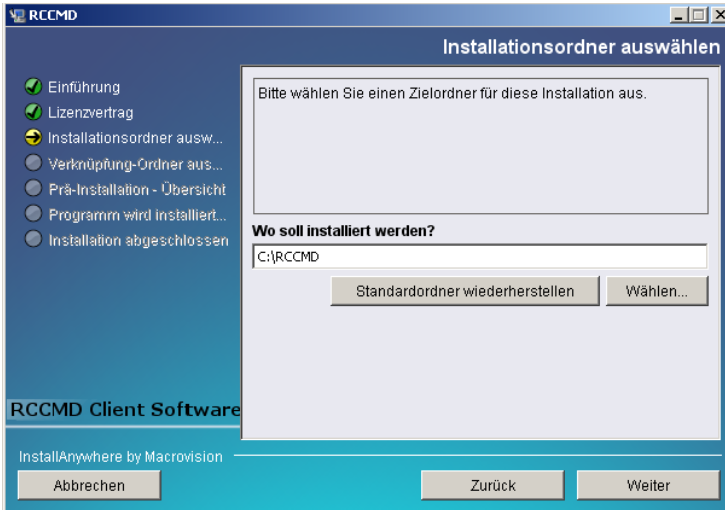 RCCMD
Installationsordner auswählen
Einführung
Lizenzvertrag
Installationsordner ausw...
Verknüpfung-Ordner aus...
Prä-Installation - Übersicht
Programm wird installiert...
Installation abgeschlossen
Bitte wählen Sie einen Zielordner für diese Installation aus.
Wo soll installiert werden?
C:\RCCMD
Standardordner wiederherstellen
Wählen...
RCCMD Client Software
InstallAnywhere by Macrovision
Abbrechen
Zurück
Weiter